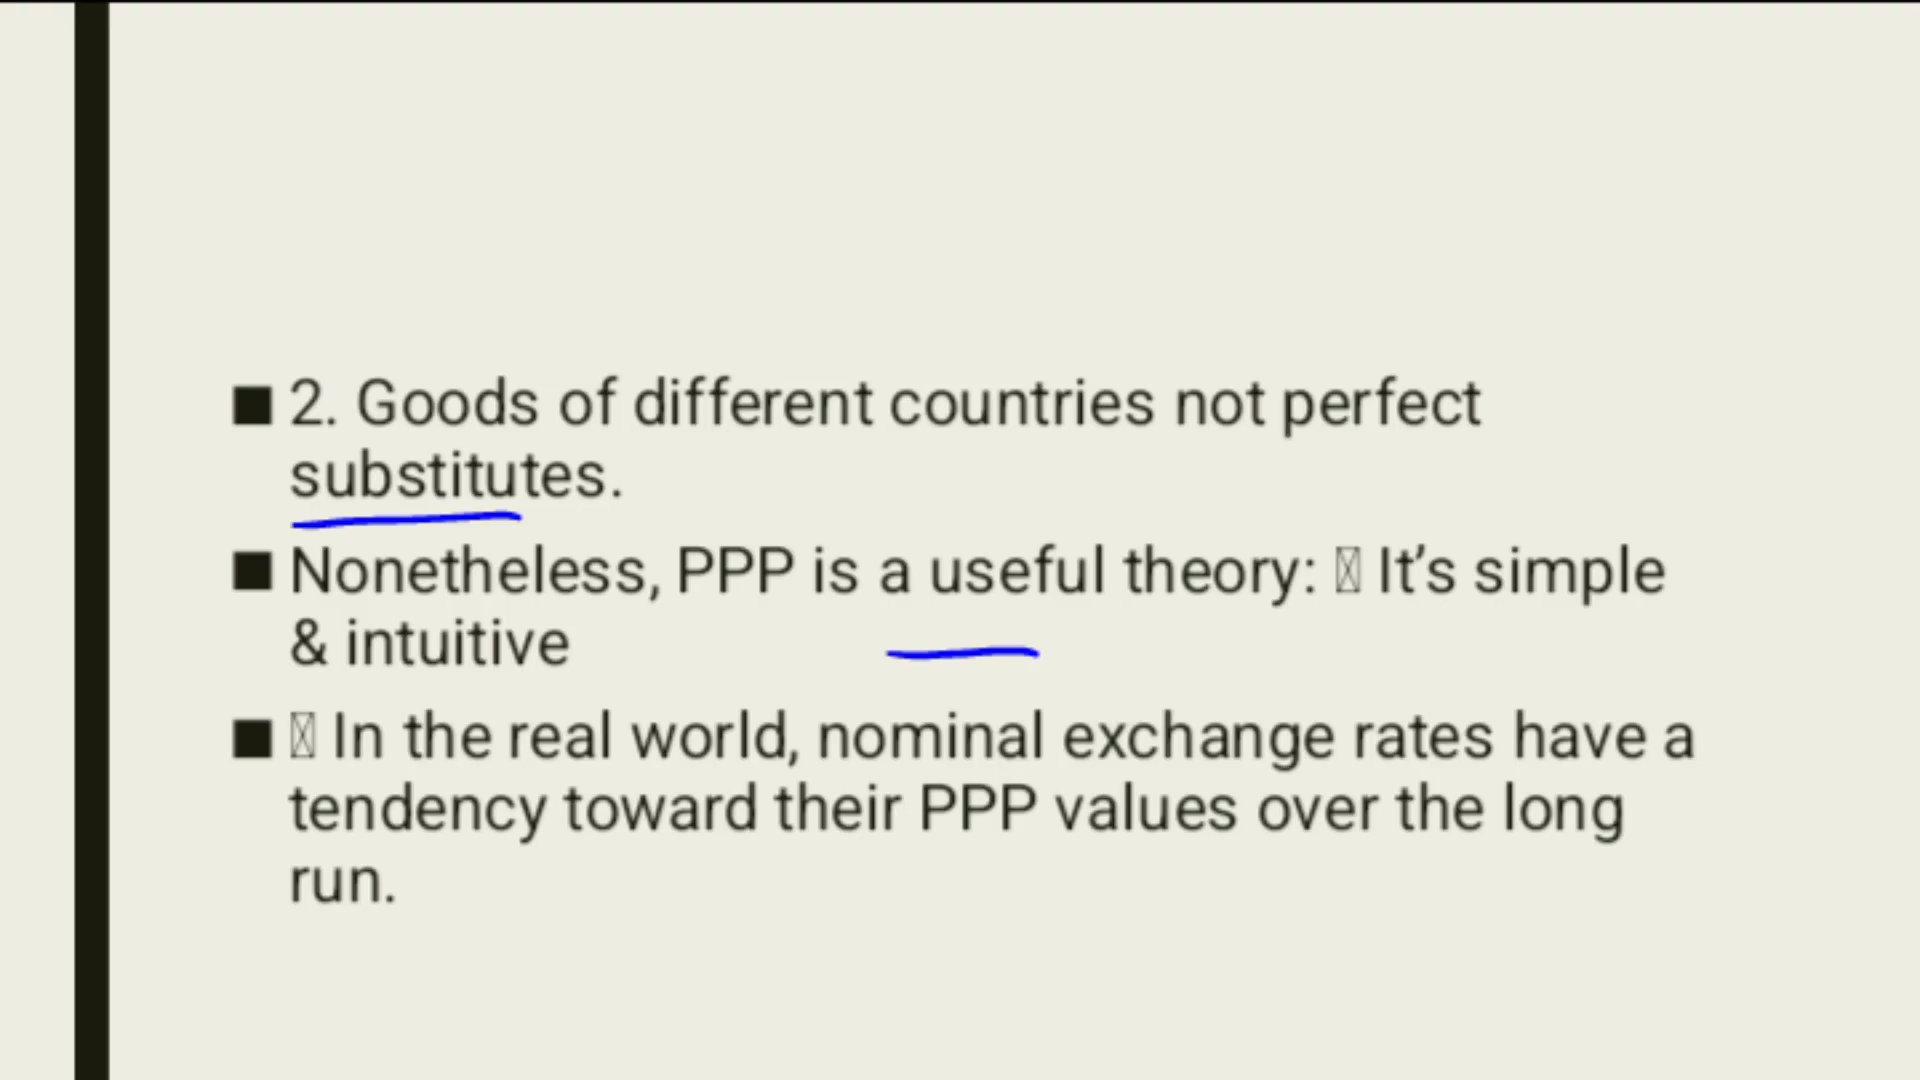 ■ 2. Goods of different countries not perfect
substitutes.
■ Nonetheless, PPP is a useful theory: It’s simple
& intuitive
■ In the real world, nominal exchange rates have a
tendency toward their PPP values over the long
run.